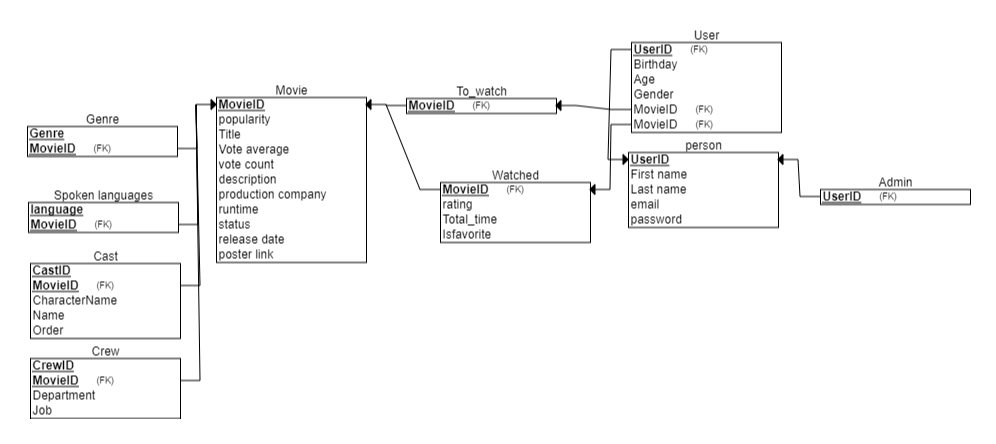 Genre
Genre
MovieID (FK)
Spoken languages
language
MovieID (FK)
Cast
CastID
MovieID (FK)
CharacterName
Name
Order
Crew
CrewID
MovieID (FK)
Department
Job
Movie
MovieID
popularity
Title
Vote average
vote count
description
production company
runtime
status
release date
poster link
To_watch
MovieID (FK)
Watched
MovieID (FK)
rating
Total_time
Isfavorite
User
UserID (FK)
Birthday
Age
Gender
MovieID (FK)
MovieID (FK)
person
UserID
First name
Last name
email
password
Admin
UserID (FK)